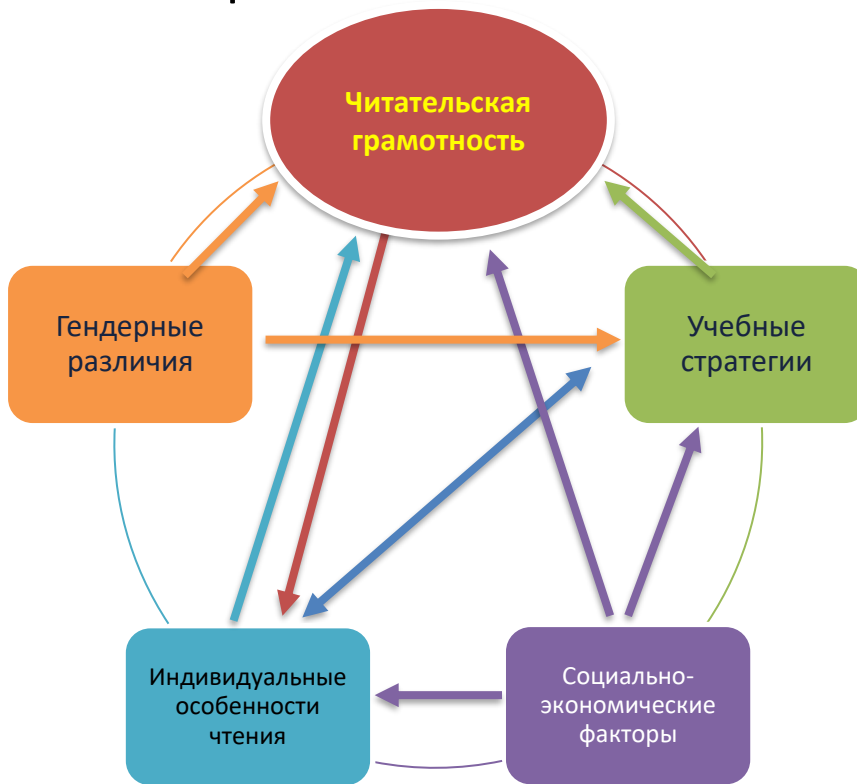 Читательская
грамотность
Гендерные
различия
Учебные
стратегии
Индивидуальные
особенности
чтения
Социально-
экономические
факторы